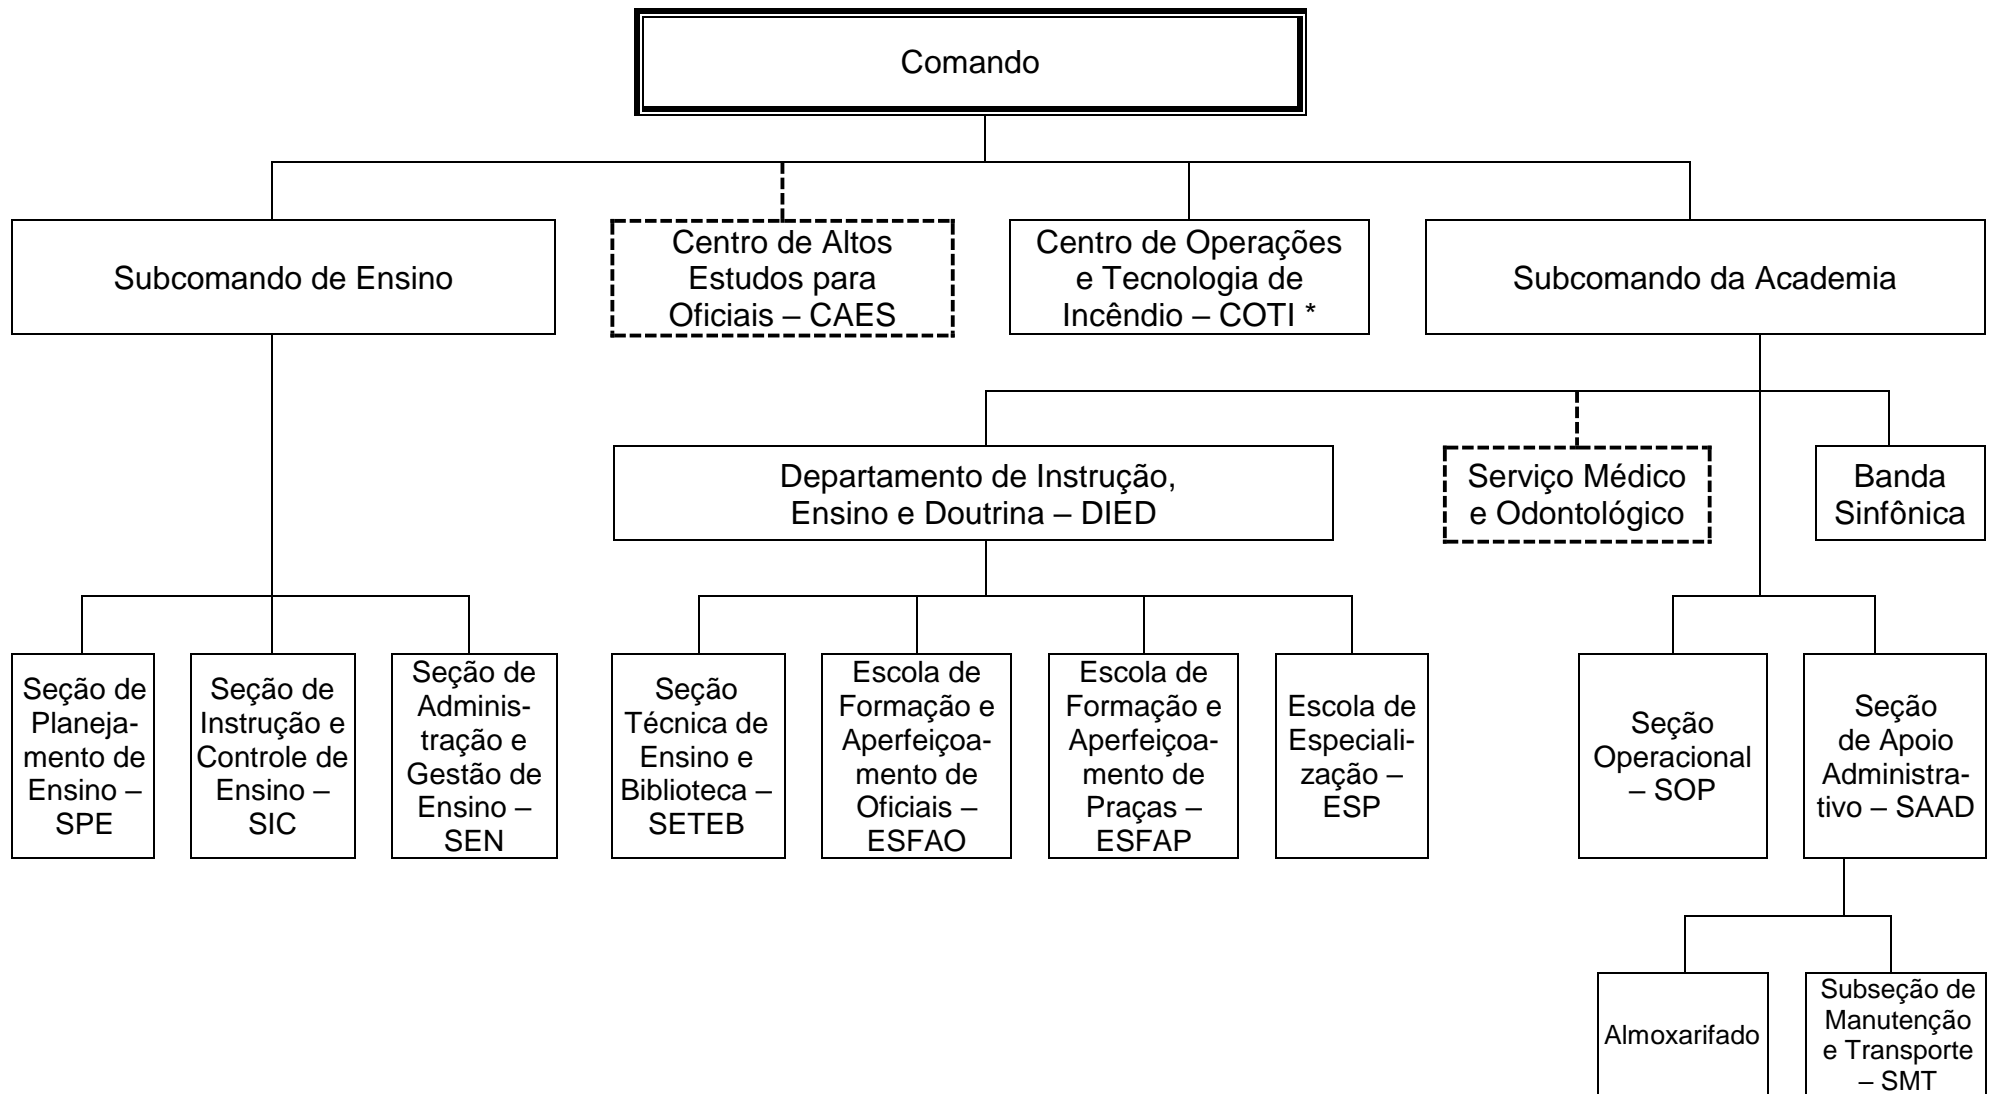 Comando
Subcomando de Ensino
Centro de Altos
Estudos para
Oficiais – CAES
Centro de Operações
e Tecnologia de
Incêndio – COTI *
Subcomando da Academia
Departamento de Instrução,
Ensino e Doutrina – DIED
Serviço Médico
e Odontológico
Banda
Sinfônica
Seção de
Planeja-
mento de
Ensino –
SPE
Seção de
Instrução e
Controle de
Ensino –
SIC
Seção de
Adminis-
tração e
Gestão de
Ensino –
SEN
Seção
Técnica de
Ensino e
Biblioteca –
SETEB
Escola de
Formação e
Aperfeiçoa-
mento de
Oficiais –
ESFAO
Escola de
Formação e
Aperfeiçoa-
mento de
Praças –
ESFAP
Escola de
Especiali-
zação –
ESP
Seção
Operacional
– SOP
Seção
de Apoio
Administra-
tivo – SAAD
Almoxarifado
Subseção de
Manutenção
e Transporte
– SMT